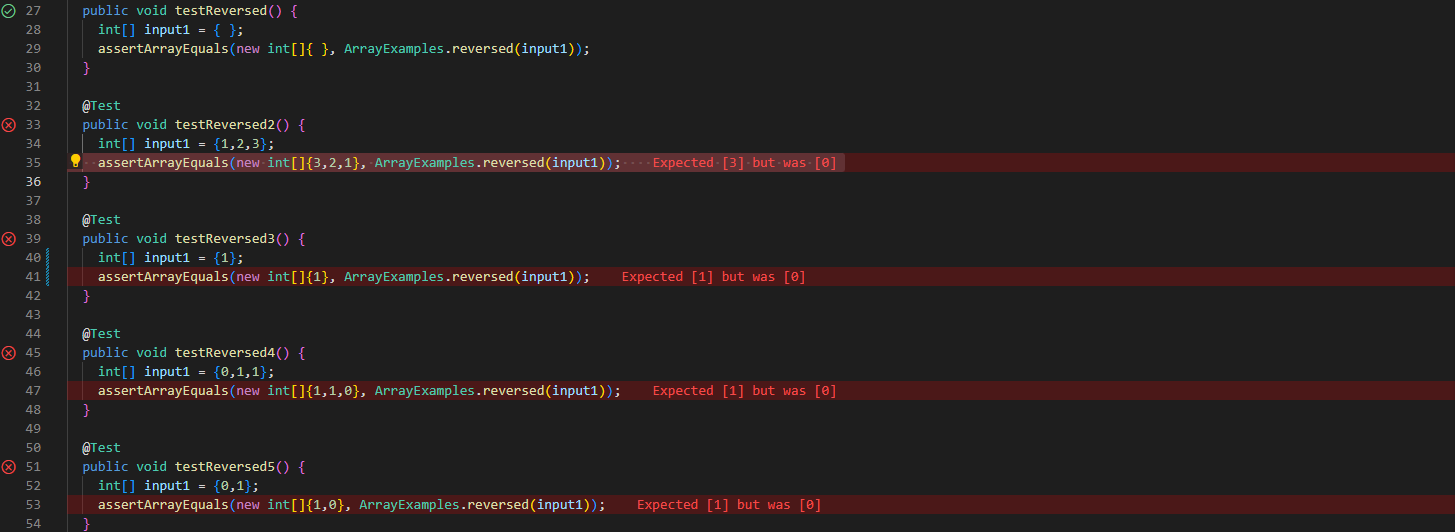 27 public void testReversed() {
28 int[] input1 = { };
29 assertArrayEquals(new int[]{ }, ArrayExamples.reversed(input1));
30 }
31
32 @Test
33 public void testReversed2() {
34 int[] input1 = {1,2,3};
35 assertArrayEquals(new int[]{3,2,1}, ArrayExamples.reversed(input1)); Expected [3] but was [0]
36 }
37
38 @Test
39 public void testReversed3() {
40 int[] input1 = {1};
41 assertArrayEquals(new int[]{1}, ArrayExamples.reversed(input1)); Expected [1] but was [0]
42 }
43
44 @Test
45 public void testReversed4() {
46 int[] input1 = {0,1,1};
47 assertArrayEquals(new int[]{1,1,0}, ArrayExamples.reversed(input1)); Expected [1] but was [0]
48 }
49
50 @Test
51 public void testReversed5() {
52 int[] input1 = {0,1};
53 assertArrayEquals(new int[]{1,0}, ArrayExamples.reversed(input1)); Expected [1] but was [0]
54 }